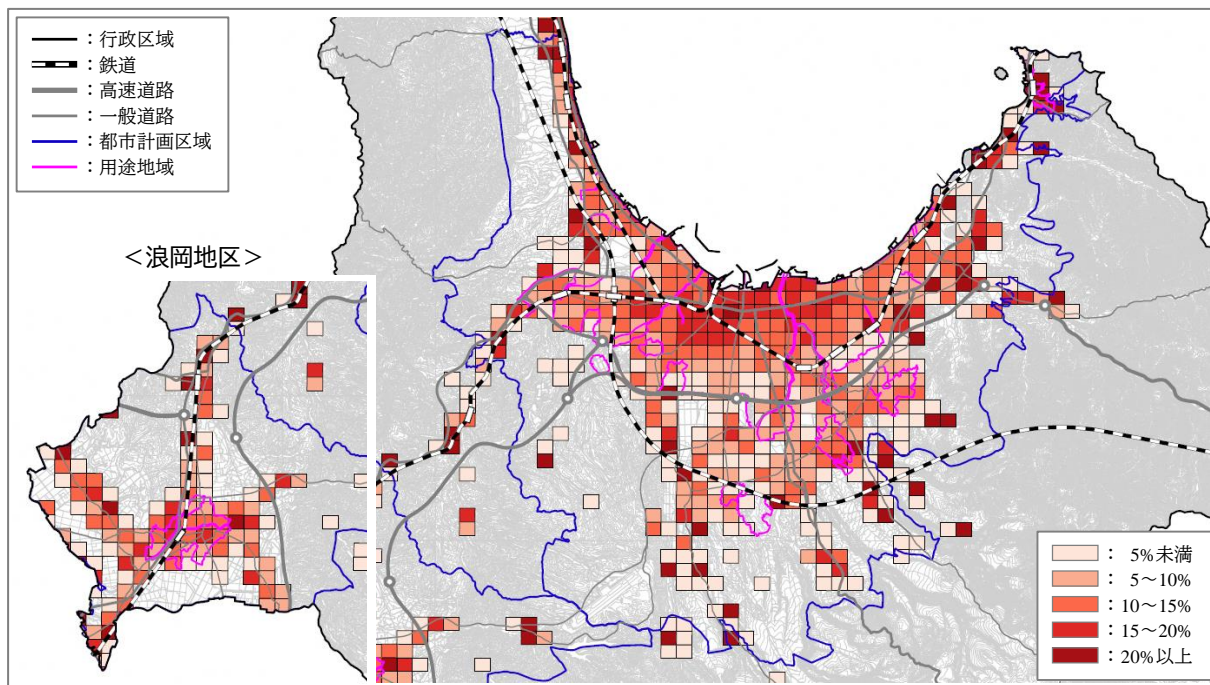 ：行政区域
：鉄道
：高速道路
：一般道路
：都市計画区域
：用途地域
＜浪岡地区＞
：5%未満
：5～10%
：10～15%
：15～20%
：20%以上